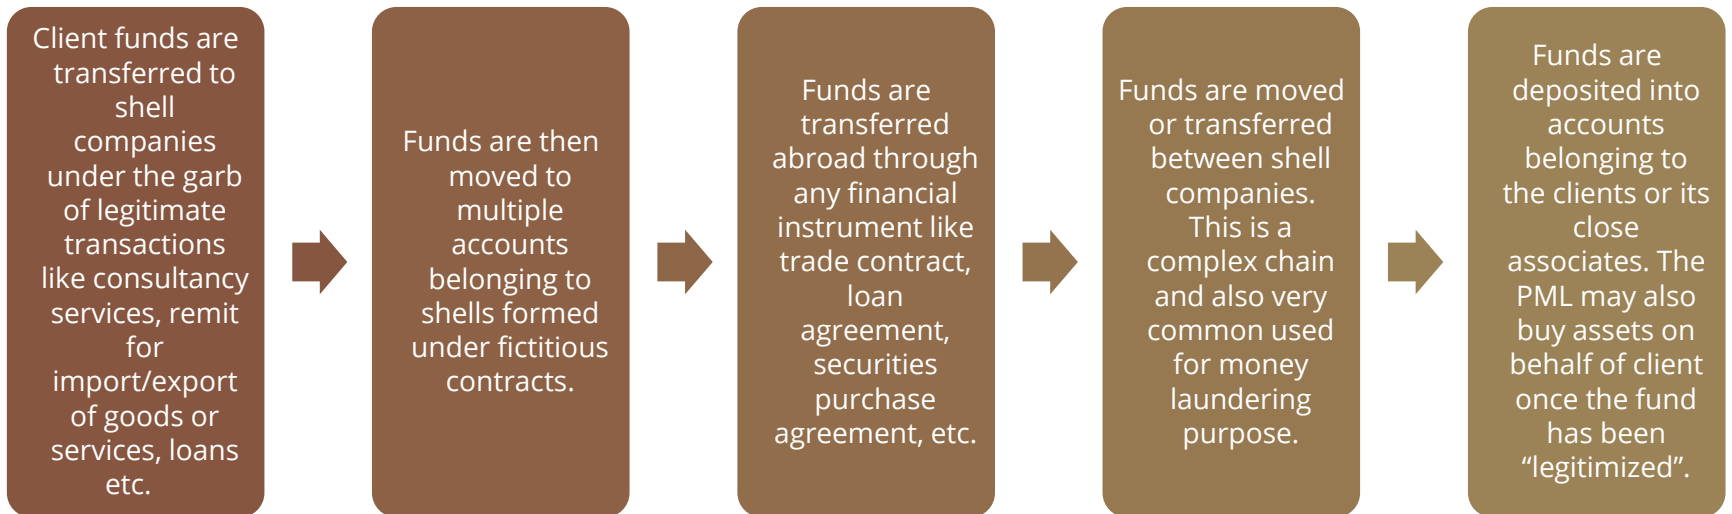 Client funds are
transferred to
shell
companies
under the garb
of legitimate
transactions
like consultancy
services, remit
for
import/export
of goods or
services, loans
etc.
Funds are then
moved to
multiple
accounts
belonging to
shells formed
under fictitious
contracts.
Funds are
transferred
abroad through
any financial
instrument like
trade contract,
loan
agreement,
securities
purchase
agreement, etc.
Funds are moved
or transferred
between shell
companies.
This is a
complex chain
and also very
common used
for money
laundering
purpose.
Funds are
deposited into
accounts
belonging to
the clients or its
close
associates. The
PML may also
buy assets on
behalf of client
once the fund
has been
“legitimized”.